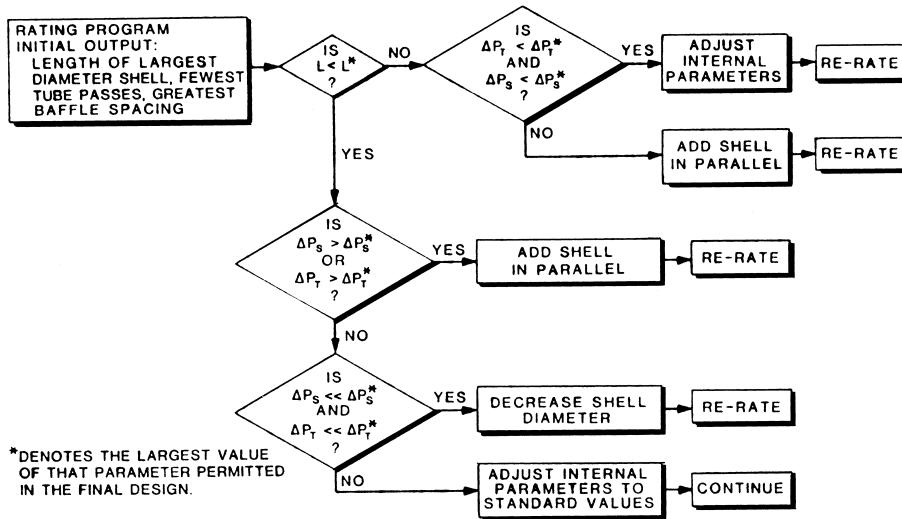 RATING PROGRAM
INITIAL OUTPUT:
LENGTH OF LARGEST
DIAMETER SHELL, FEWEST
TUBE PASSES, GREATEST
BAFFLE SPACING
IS
L < L*
?
NO
YES
IS
ΔP_T < ΔP_T*
AND
ΔP_S < ΔP_S*
?
YES
ADJUST
INTERNAL
PARAMETERS
RE-RATE
NO
ADD SHELL
IN PARALLEL
RE-RATE
IS
ΔP_S > ΔP_S*
OR
ΔP_T > ΔP_T*
?
YES
ADD SHELL
IN PARALLEL
RE-RATE
NO
IS
ΔP_S << ΔP_S*
AND
ΔP_T << ΔP_T*
?
YES
DECREASE SHELL
DIAMETER
RE-RATE
NO
ADJUST INTERNAL
PARAMETERS TO
STANDARD VALUES
CONTINUE
*DENOTES THE LARGEST VALUE
OF THAT PARAMETER PERMITTED
IN THE FINAL DESIGN.